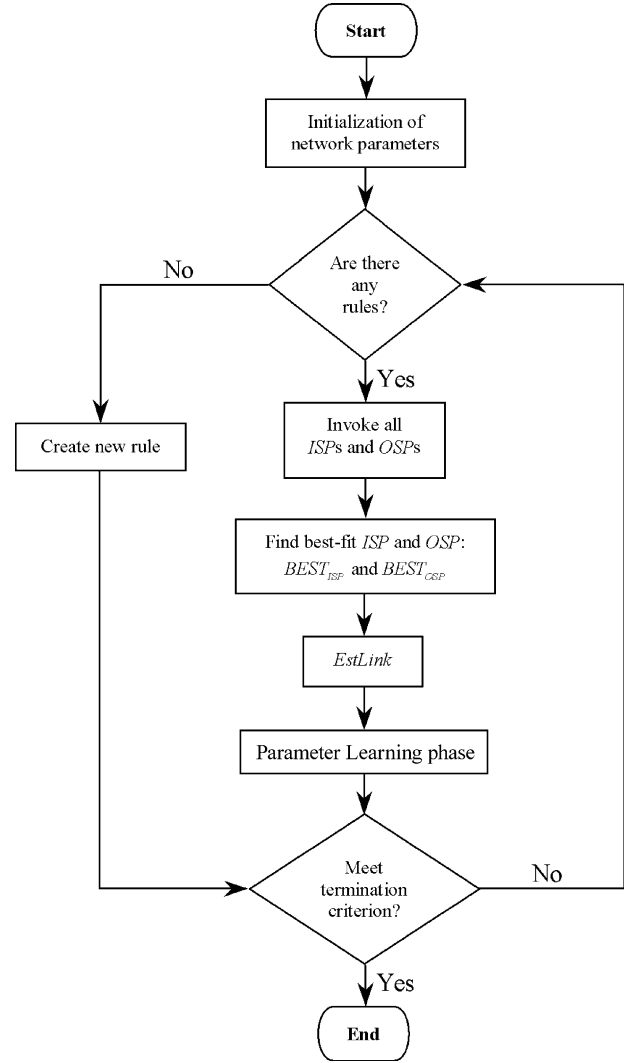 Start
Initialization of
network parameters
Are there
any
rules?
No
Yes
Create new rule
Invoke all
ISPs and OSPs
Find best-fit ISP and OSP:
BEST_ISP and BEST_OSP
EstLink
Parameter Learning phase
Meet
termination
criterion?
No
Yes
End